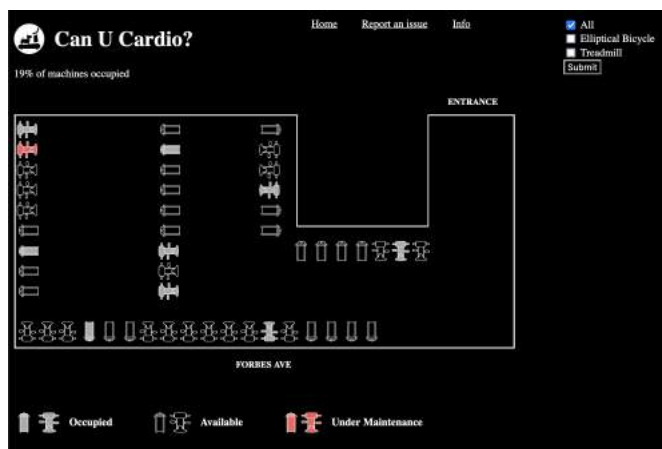 Can U Cardio?
Home
Report an issue
Info
All
Elliptical Bicycle
Treadmill
Submit
19% of machines occupied
ENTRANCE
FORBES AVE
Occupied
Available
Under Maintenance